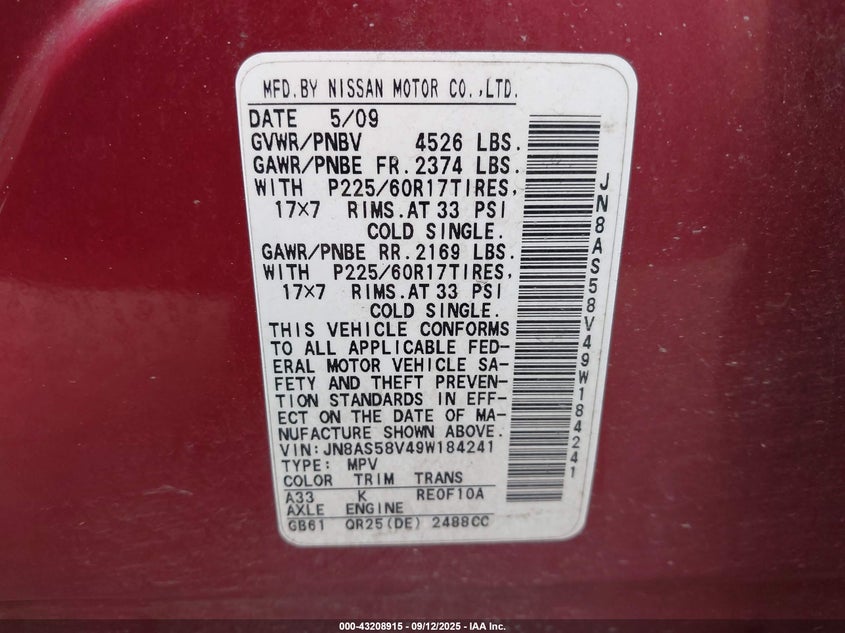 MFD.BY NISSAN MOTOR CO.,LTD.
DATE 5/09
GVWR/PNBV 4526 LBS.
GAWR/PNBE FR.2374 LBS.
WITH P225/60R17TIRES,
17×7 RIMS.AT 33 PSI
COLD SINGLE.
GAWR/PNBE RR.2169 LBS.
WITH P225/60R17TIRES,
17×7 RIMS.AT 33 PSI
COLD SINGLE.
THIS VEHICLE CONFORMS
TO ALL APPLICABLE FED-
ERAL MOTOR VEHICLE SA-
FETY AND THEFT PREVEN-
TION STANDARDS IN EFF-
ECT ON THE DATE OF MA-
NUFACTURE SHOWN ABOVE.
VIN:JN8AS58V49W184241
TYPE: MPV
COLOR TRIM TRANS
A33 K RE0F10A
AXLE ENGINE
GB61 QR25(DE) 2488CC
JN8AS58V49W184241
000-43208915 - 09/12/2025 - IAA Inc.